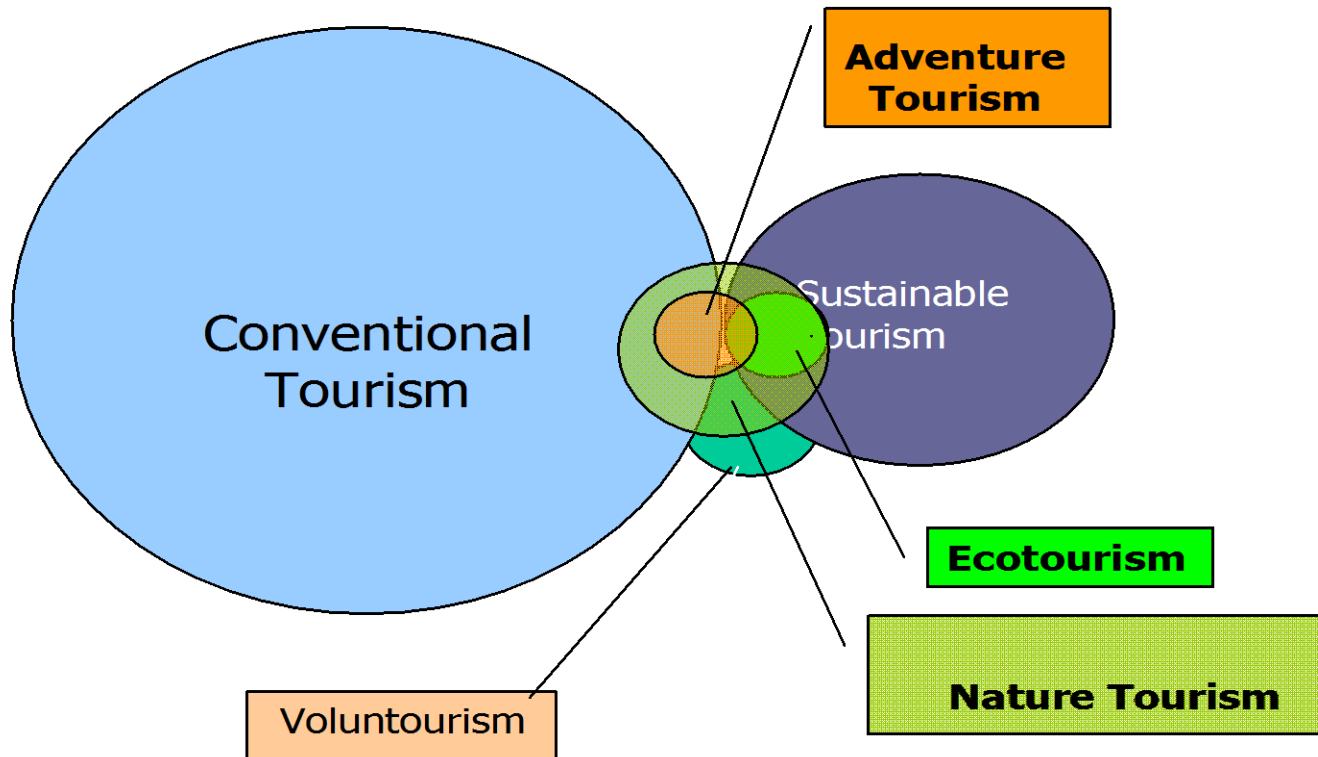 Adventure
Tourism
Sustainable
ourism
Conventional
Tourism
Ecotourism
Nature Tourism
Voluntourism